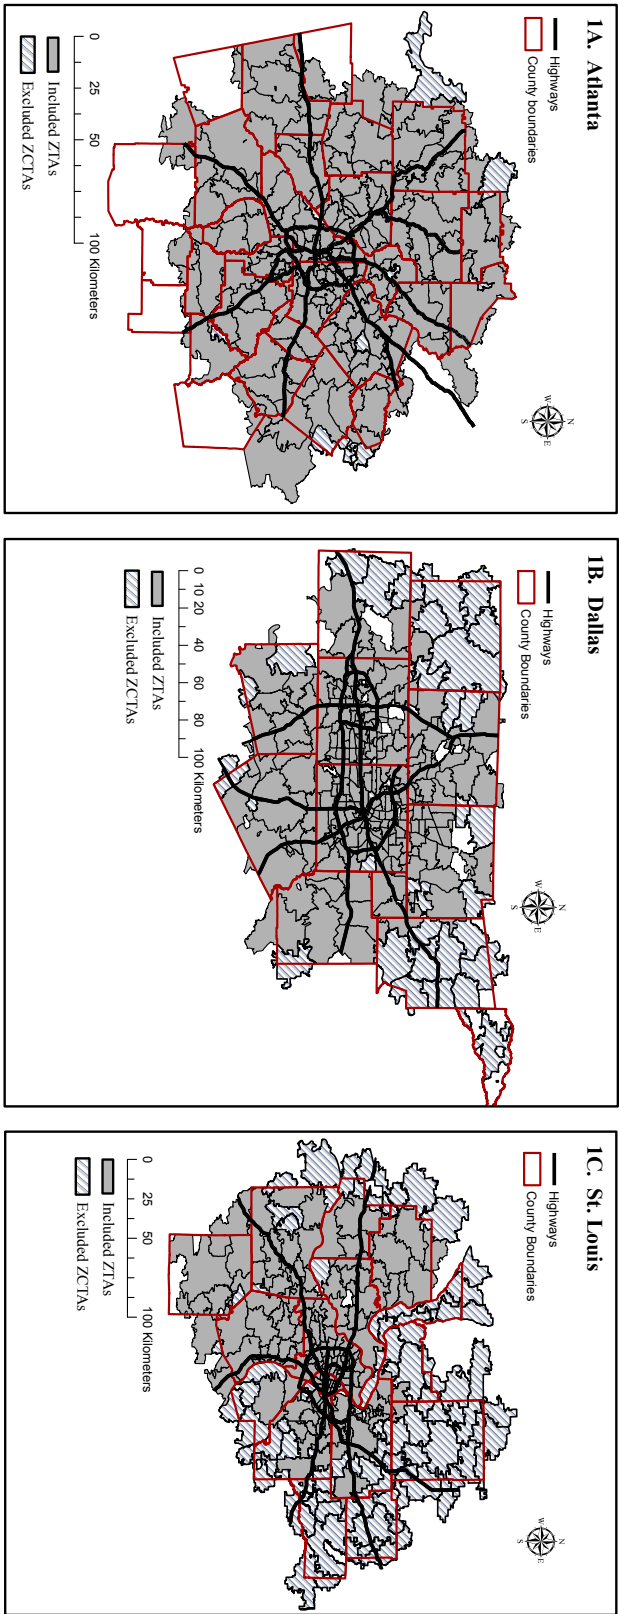 1A. Atlanta
Highways
County boundaries
N
W
E
S
0
25
50
100 Kilometers
Included ZTAs
Excluded ZCTAs
1B. Dallas
Highways
County Boundaries
N
W
E
S
0 10 20 40 60 80 100 Kilometers
Included ZTAs
Excluded ZCTAs
1C. St. Louis
Highways
County Boundaries
N
W
E
S
0 25 50 100 Kilometers
Included ZTAs
Excluded ZCTAs